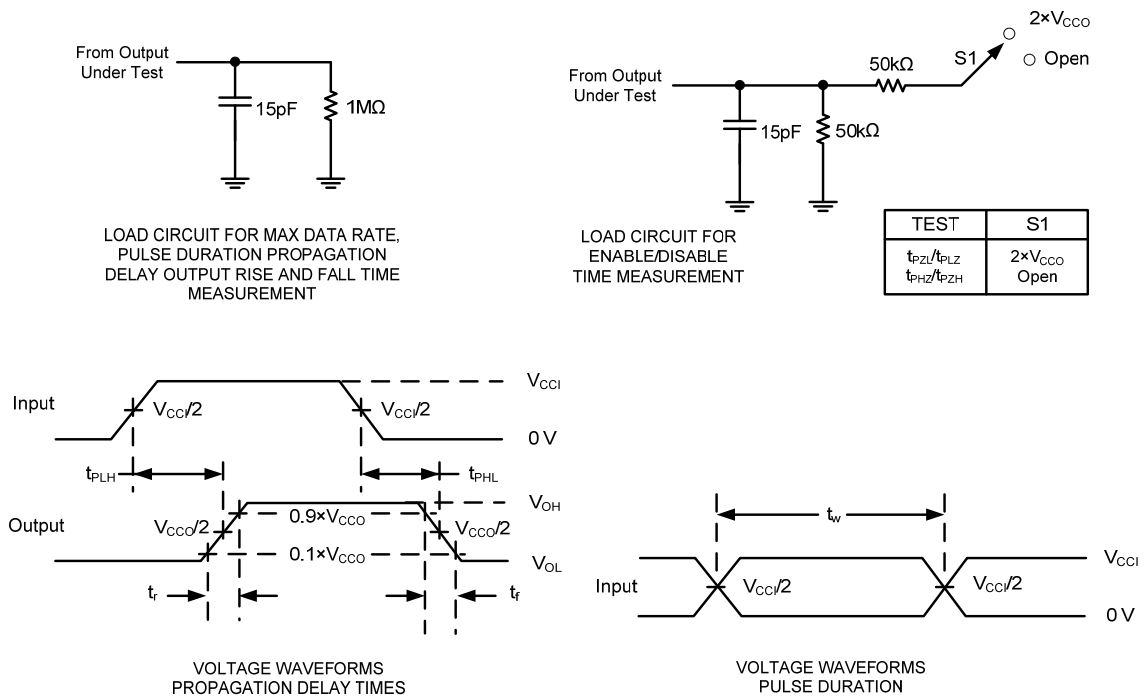 From Output
Under Test
15pF
1MΩ
LOAD CIRCUIT FOR MAX DATA RATE,
PULSE DURATION PROPAGATION
DELAY OUTPUT RISE AND FALL TIME
MEASUREMENT
2×VCCO
S1
Open
50kΩ
From Output
Under Test
15pF
50kΩ
LOAD CIRCUIT FOR
ENABLE/DISABLE
TIME MEASUREMENT
TEST S1
tPZL/tPLZ 2×VCCO
tPHZ/tPZH Open
VCCI
Input
VCCI/2 VCCI/2
0 V
tPLH tPHL
VOH
Output
VCCO/2 0.9×VCCO VCCO/2
0.1×VCCO
VOL
tr tf
VOLTAGE WAVEFORMS
PROPAGATION DELAY TIMES
tw
VCCI
Input
VCCI/2 VCCI/2
0 V
VOLTAGE WAVEFORMS
PULSE DURATION